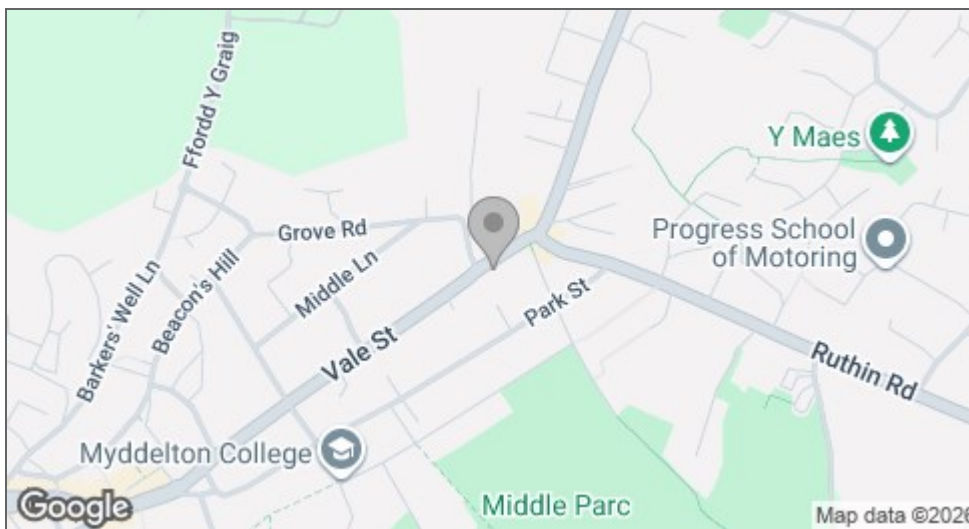 Ffordd Y Graig
Y Maes
Grove Rd
Progress School
of Motoring
Middle Ln
Barkers' Well Ln
Beacon's Hill
Park St
Vale St
Ruthin Rd
Myddelton College
Middle Parc
Google
Map data ©2026